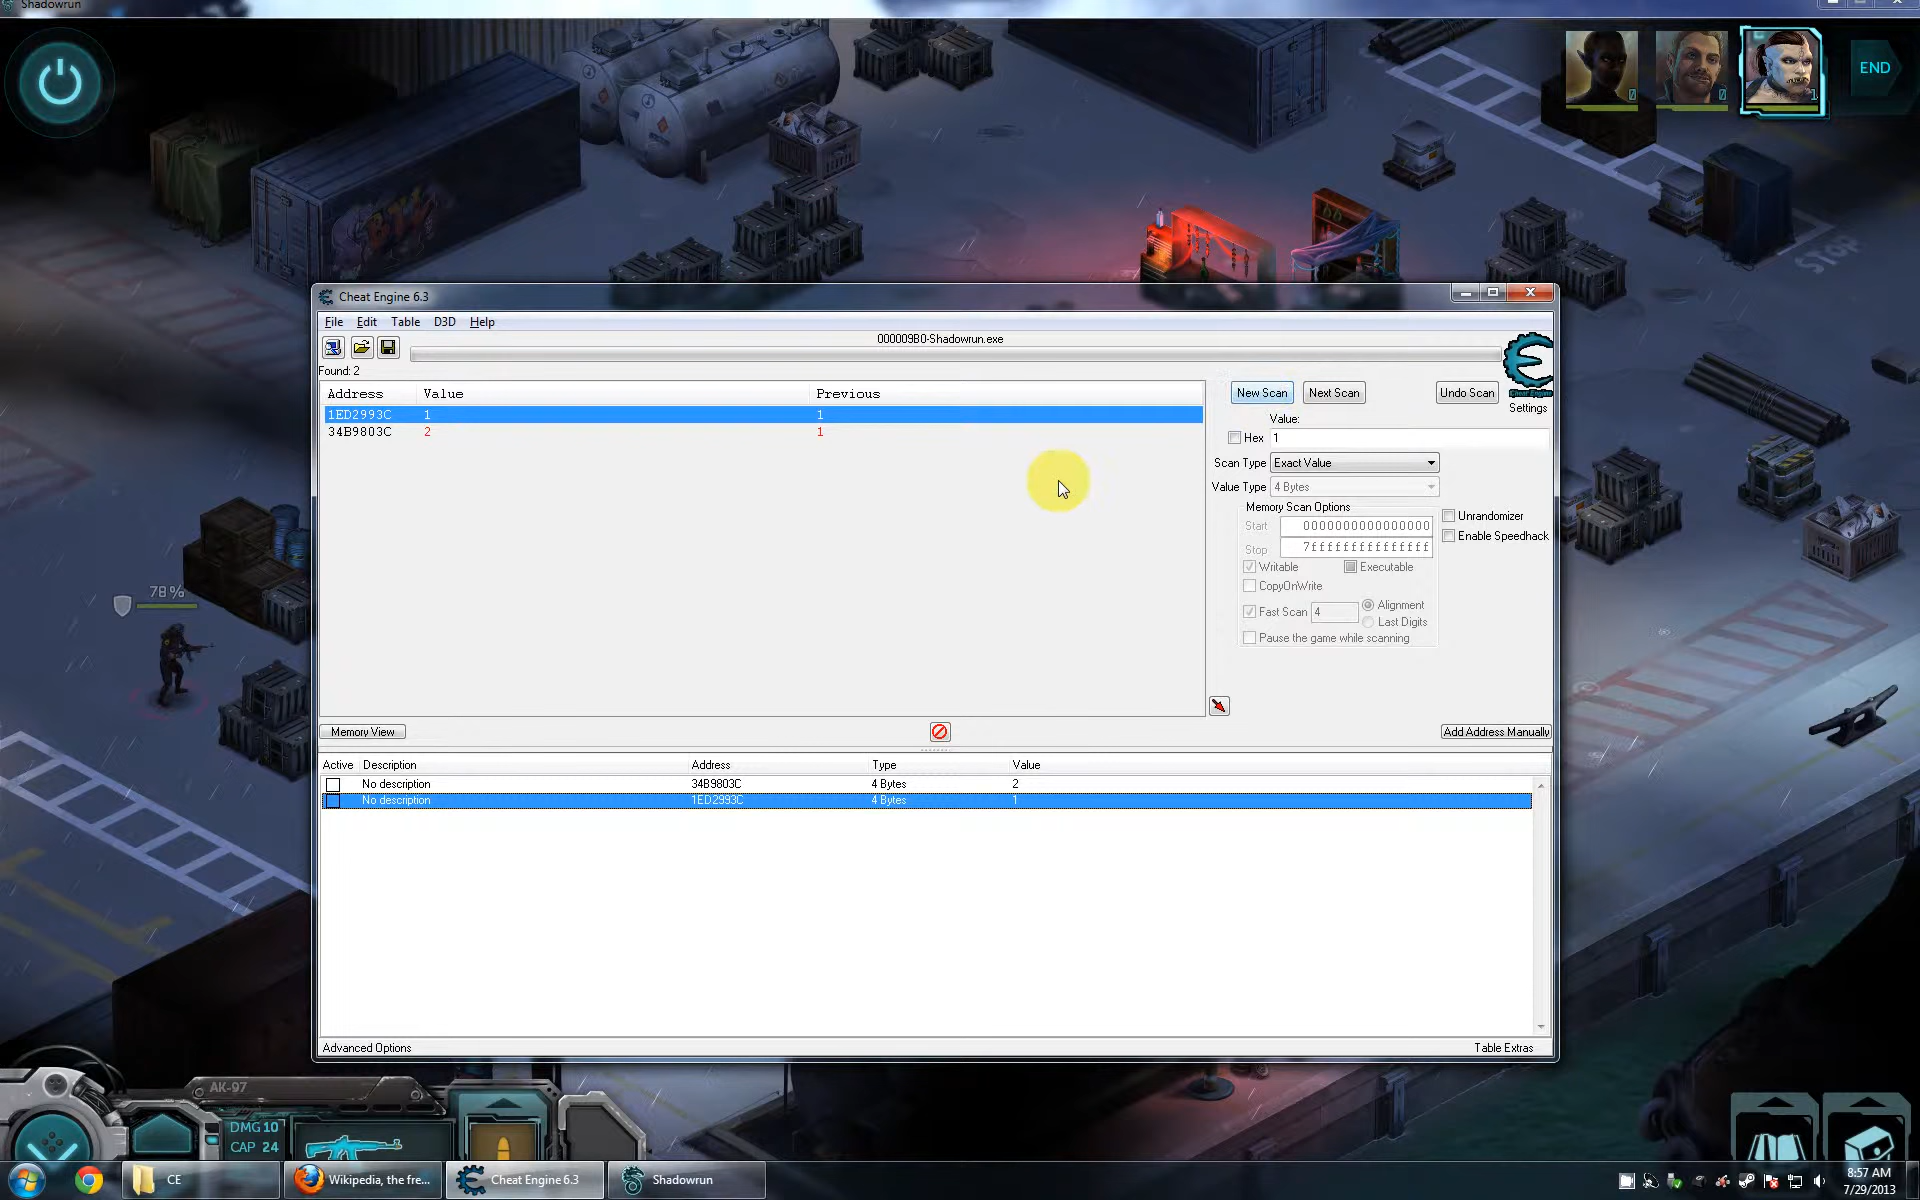 Shadowrun
END
0
0
1
STOP
78%
Cheat Engine 6.3
File Edit Table D3D Help
000009B0-Shadowrun.exe
Found: 2
Address Value Previous
1ED2993C 1 1
34B9803C 2 1
New Scan Next Scan Undo Scan
Cheat Engine
Settings
Value:
Hex 1
Scan Type Exact Value
Value Type 4 Bytes
Memory Scan Options
Start 0000000000000000
Stop 7fffffffffffffff
Unrandomizer
Enable Speedhack
Writable Executable
CopyOnWrite
Fast Scan 4 Alignment
Last Digits
Pause the game while scanning
Memory View
Add Address Manually
Active Description Address Type Value
No description 34B9803C 4 Bytes 2
No description 1ED2993C 4 Bytes 1
Advanced Options Table Extras
AK-97
DMG 10
CAP 24
CE
Wikipedia, the fre...
Cheat Engine 6.3
Shadowrun
8:57 AM
7/29/2013